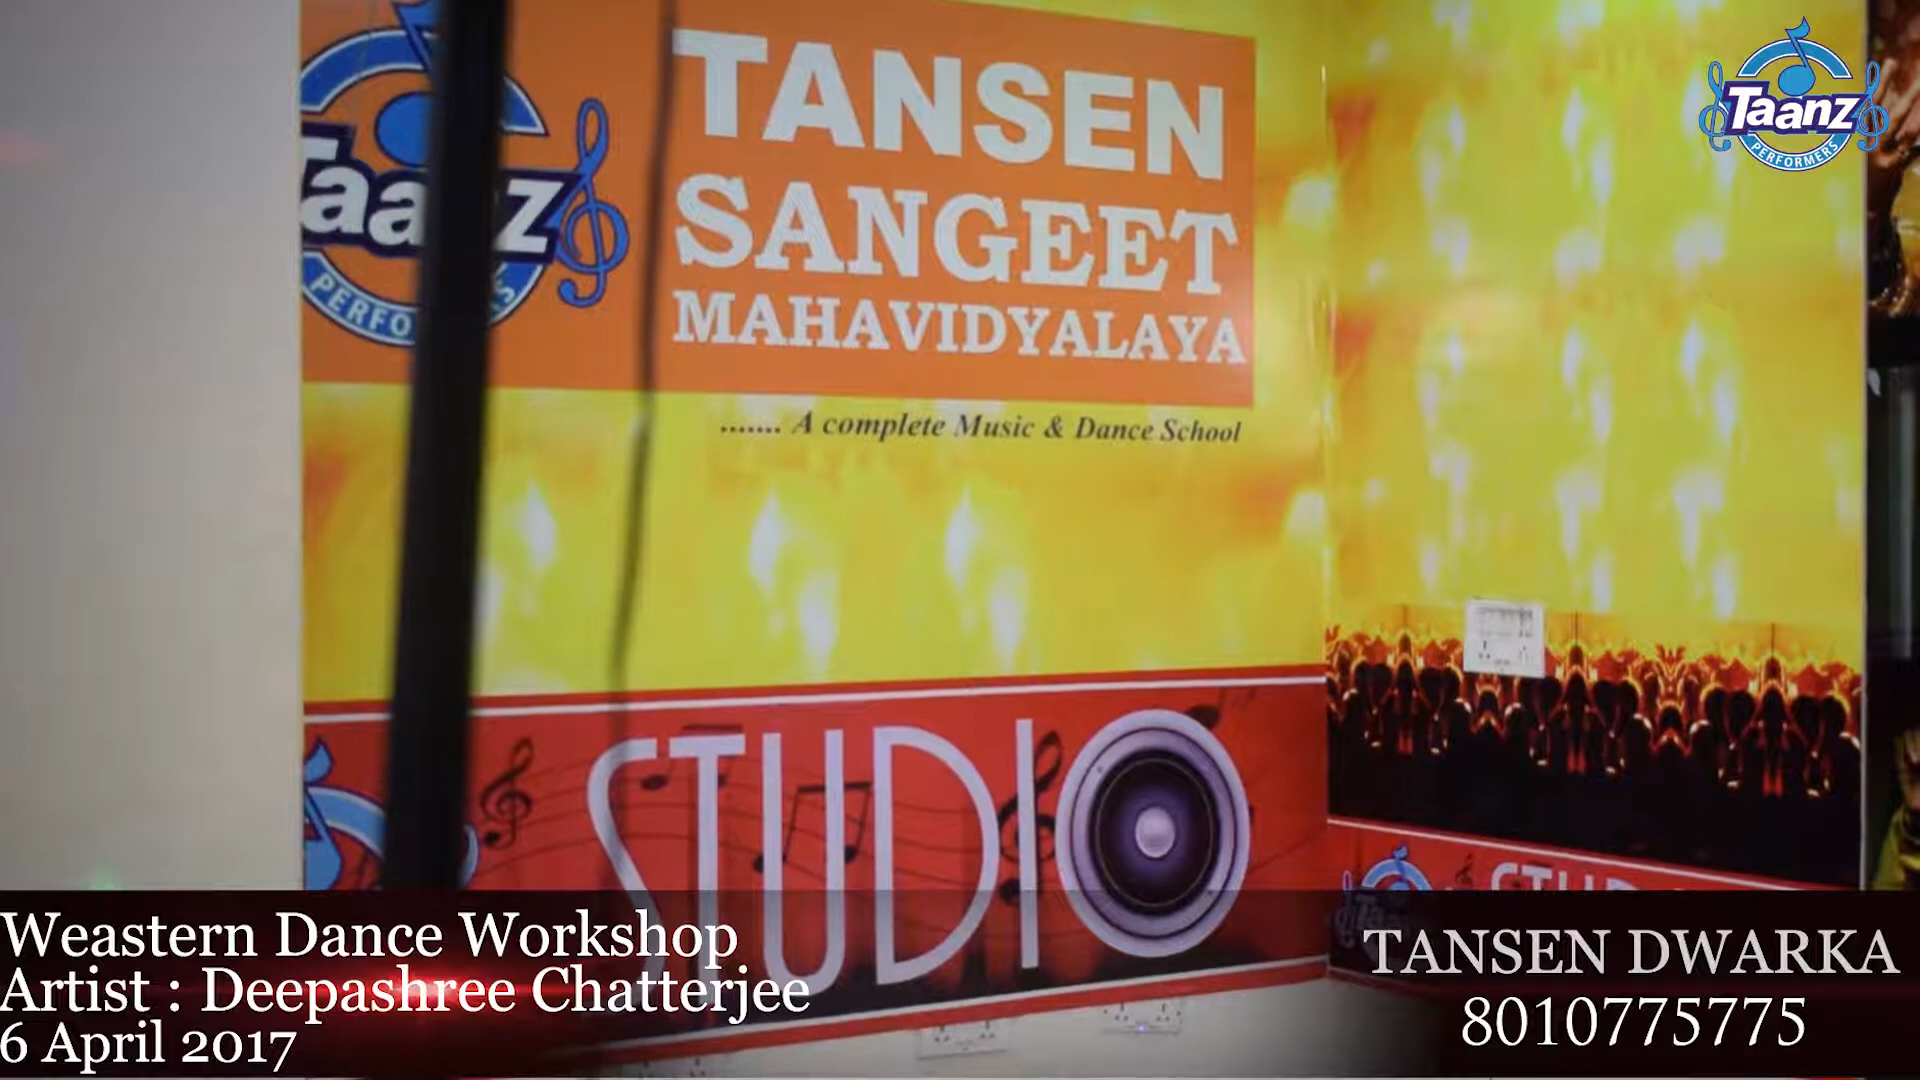 Taanz
PERFORMERS
TANSEN
SANGEET
MAHAVIDYALAYA
....... A complete Music & Dance School
STUDIO
Weastern Dance Workshop
Artist : Deepashree Chatterjee
6 April 2017
TANSEN DWARKA
8010775775